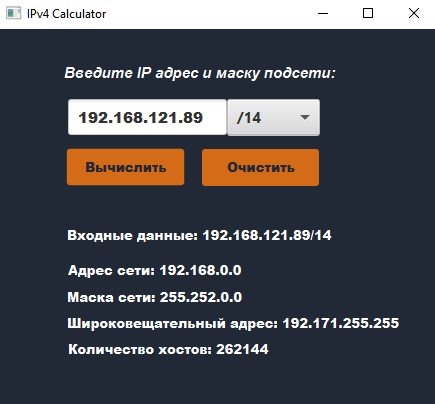 IPv4 Calculator
Введите IP адрес и маску подсети:
192.168.121.89 /14
Вычислить Очистить
Входные данные: 192.168.121.89/14
Адрес сети: 192.168.0.0
Маска сети: 255.252.0.0
Широковещательный адрес: 192.171.255.255
Количество хостов: 262144